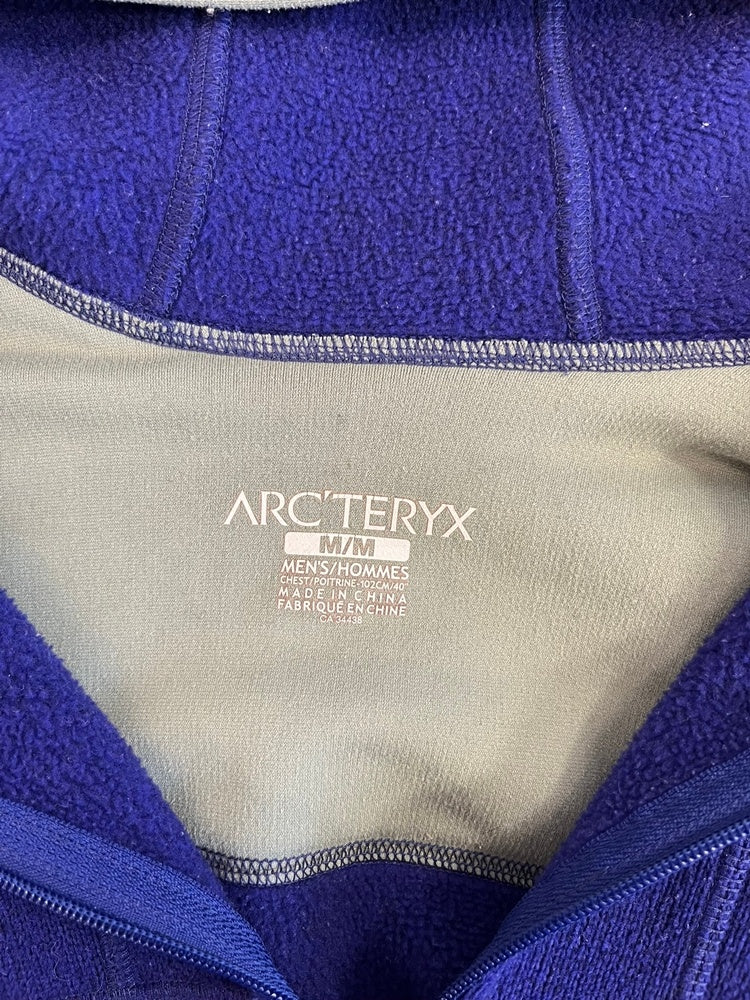 ARC'TERYX
M/M
MEN'S/HOMMES
CHEST/POITRINE-102CM/40"
MADE IN CHINA
FABRIQUÉ EN CHINE
CA 34438